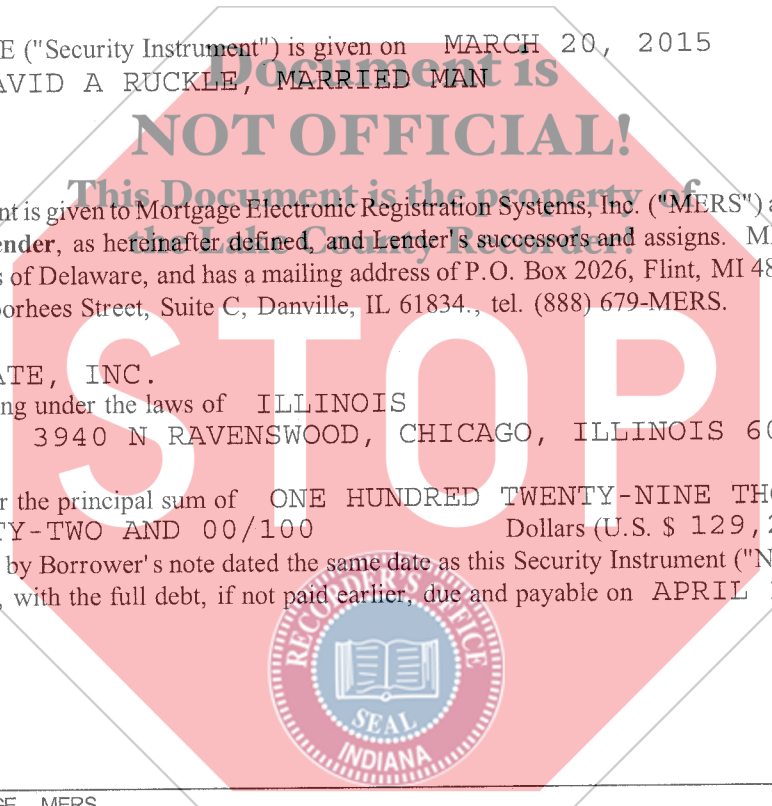 E ("Security Instrument") is given on MARCH 20, 2015
AVID A RUCKLE, MARRIED MAN
Document is
NOT OFFICIAL!
This Document is the property of
the Lake County Recorder!
nt is given to Mortgage Electronic Registration Systems, Inc. ("MERS") a
ender, as hereinafter defined, and Lender's successors and assigns. M
s of Delaware, and has a mailing address of P.O. Box 2026, Flint, MI 48
oorhees Street, Suite C, Danville, IL 61834., tel. (888) 679-MERS.
STOP
ATE, INC.
ng under the laws of ILLINOIS
3940 N RAVENSWOOD, CHICAGO, ILLINOIS 60
r the principal sum of ONE HUNDRED TWENTY-NINE THO
TY-TWO AND 00/100 Dollars (U.S. $ 129,2
by Borrower's note dated the same date as this Security Instrument ("N
, with the full debt, if not paid earlier, due and payable on APRIL
RECORDER'S OFFICE
SEAL
INDIANA
GE MERS